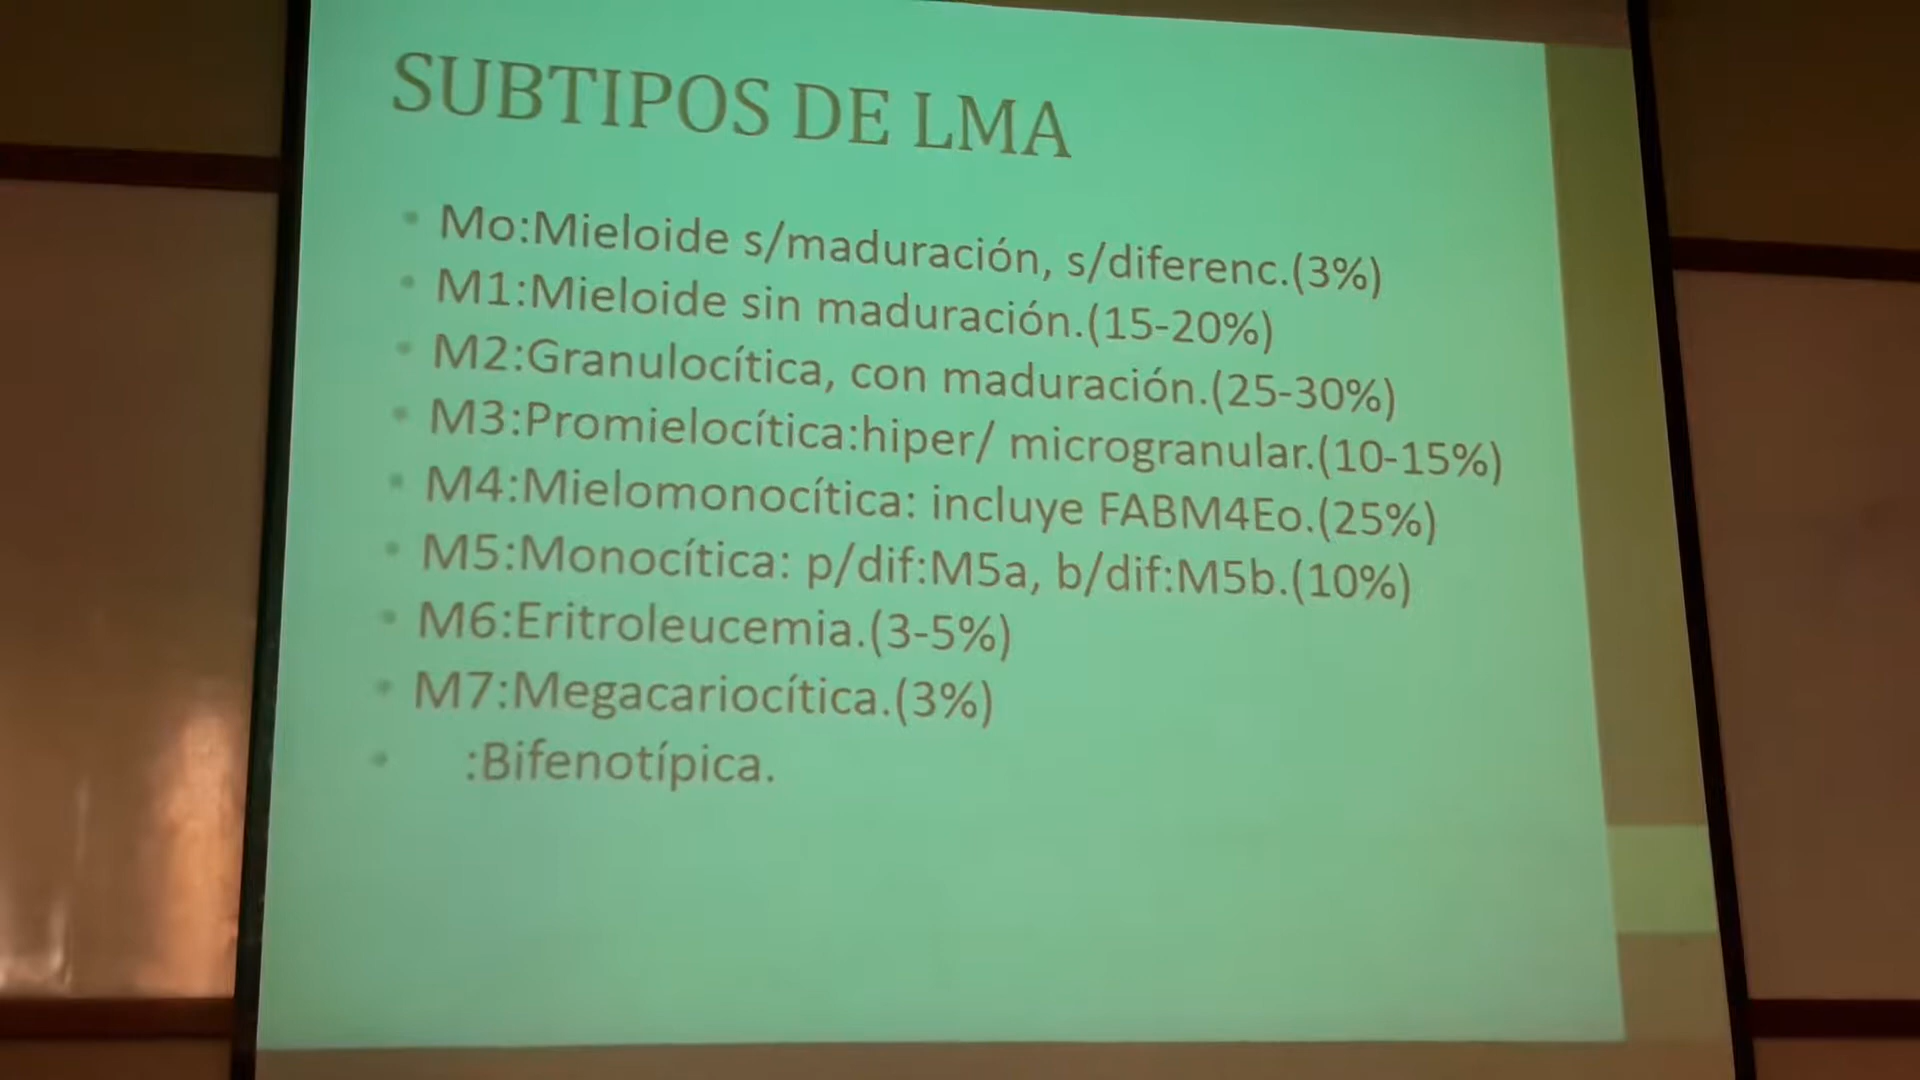 SUBTIPOS DE LMA
• Mo:Mieloide s/maduración, s/diferenc.(3%)
• M1:Mieloide sin maduración.(15-20%)
• M2:Granulocítica, con maduración.(25-30%)
• M3:Promielocítica:hiper/ microgranular.(10-15%)
• M4:Mielomonocítica: incluye FABM4Eo.(25%)
• M5:Monocítica: p/dif:M5a, b/dif:M5b.(10%)
• M6:Eritroleucemia.(3-5%)
• M7:Megacariocítica.(3%)
• :Bifenotípica.